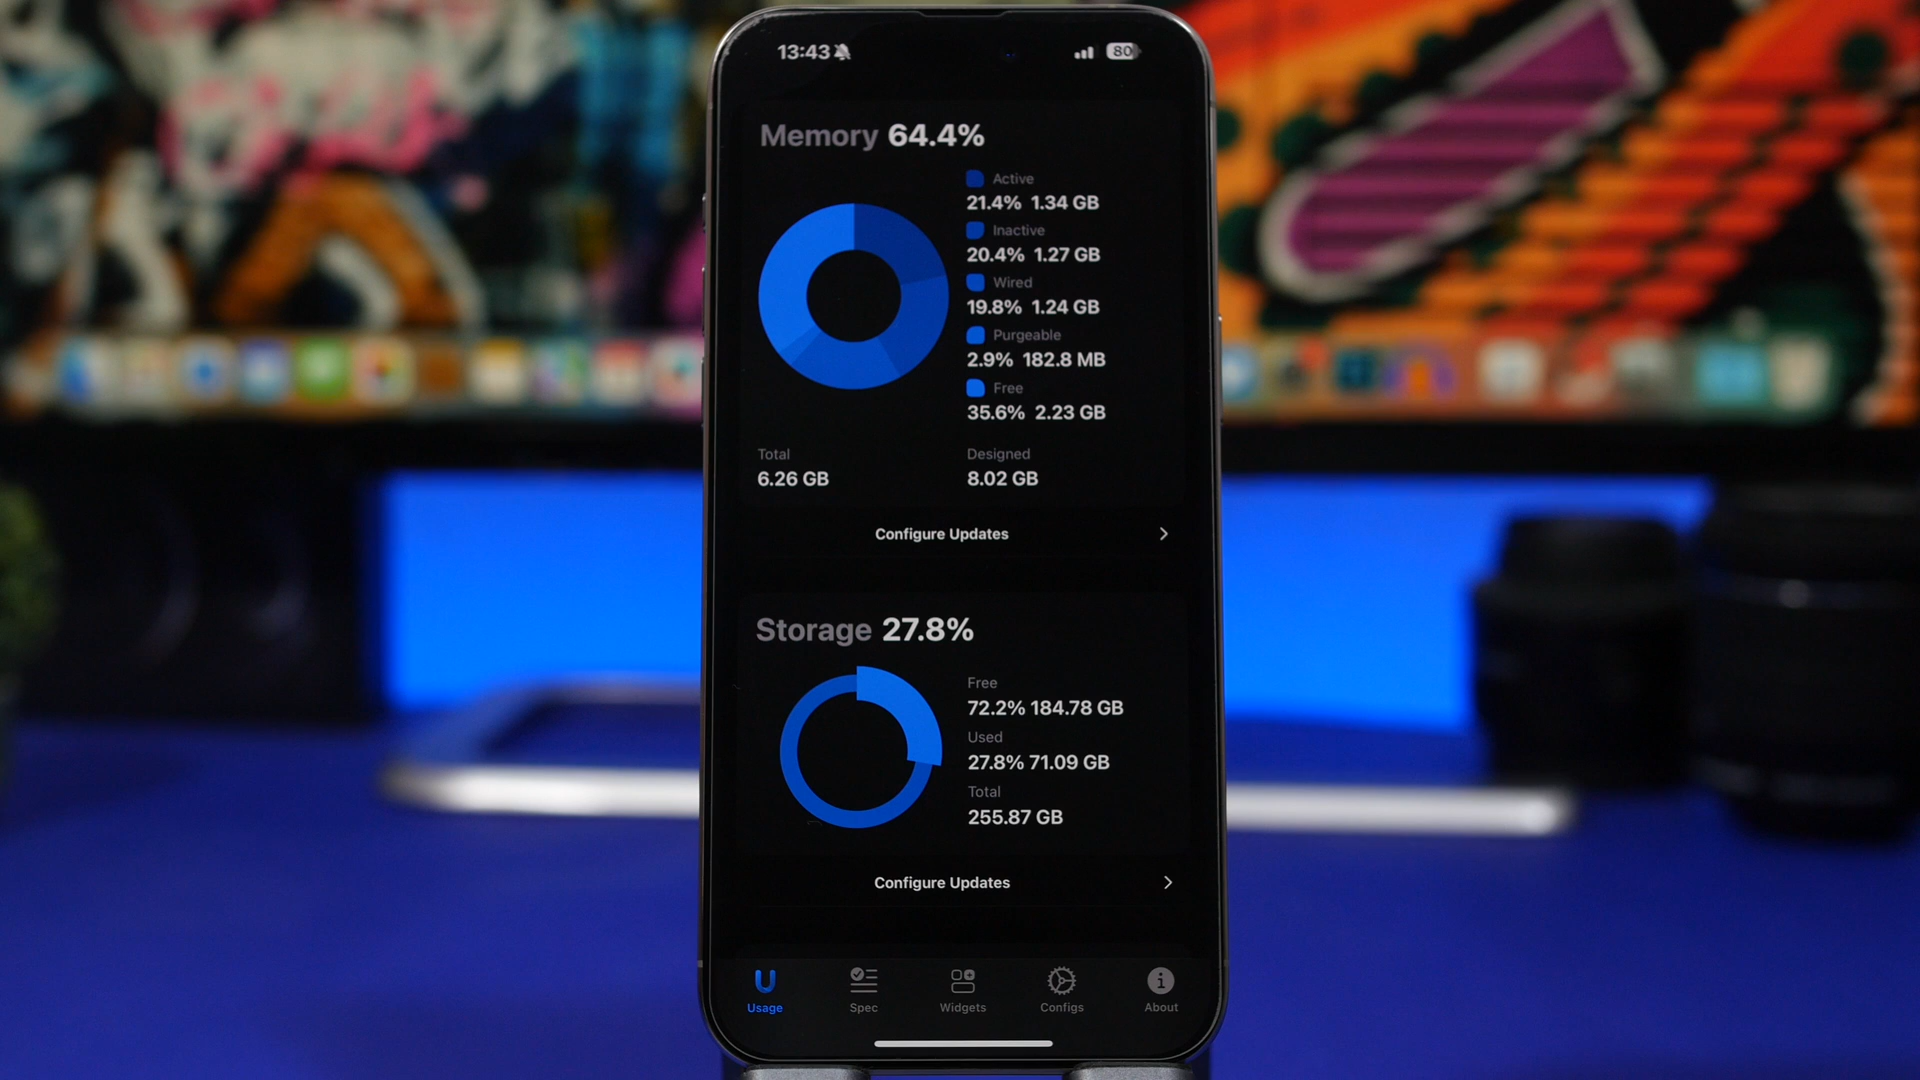 13:43
80
Memory 64.4%
Active
21.4% 1.34 GB
Inactive
20.4% 1.27 GB
Wired
19.8% 1.24 GB
Purgeable
2.9% 182.8 MB
Free
35.6% 2.23 GB
Total
6.26 GB
Designed
8.02 GB
Configure Updates
Storage 27.8%
Free
72.2% 184.78 GB
Used
27.8% 71.09 GB
Total
255.87 GB
Configure Updates
Usage
Spec
Widgets
Configs
About